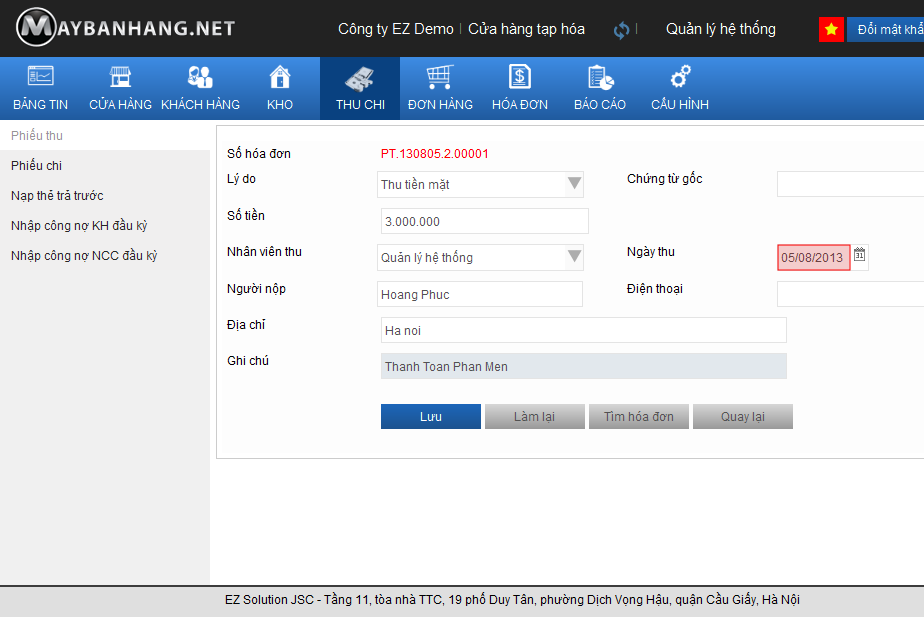 MAYBANHANG.NET
Công ty EZ Demo | Cửa hàng tạp hóa | Quản lý hệ thống
Đổi mật khẩ
BẢNG TIN CỬA HÀNG KHÁCH HÀNG KHO THU CHI ĐƠN HÀNG HÓA ĐƠN BÁO CÁO CẤU HÌNH
Phiếu thu
Phiếu chi
Nạp thẻ trả trước
Nhập công nợ KH đầu kỳ
Nhập công nợ NCC đầu kỳ
Số hóa đơn PT.130805.2.00001
Lý do Thu tiền mặt Chứng từ gốc
Số tiền 3.000.000
Nhân viên thu Quản lý hệ thống Ngày thu 05/08/2013 31
Người nộp Hoang Phuc Điện thoại
Địa chỉ Ha noi
Ghi chú Thanh Toan Phan Men
Lưu Làm lại Tìm hóa đơn Quay lại
EZ Solution JSC - Tầng 11, tòa nhà TTC, 19 phố Duy Tân, phường Dịch Vọng Hậu, quận Cầu Giấy, Hà Nội